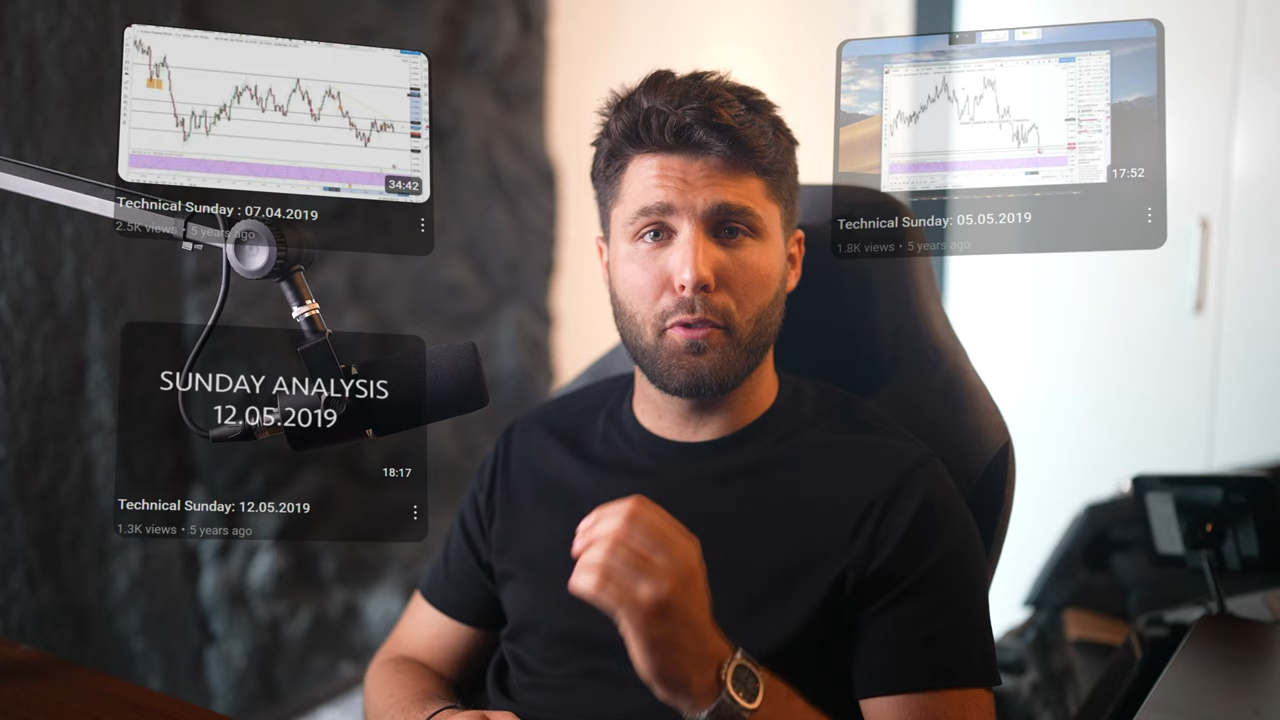 34:42
Technical Sunday : 07.04.2019
2.5K views • 5 years ago
17:52
Technical Sunday: 05.05.2019
1.8K views • 5 years ago
SUNDAY ANALYSIS
12.05.2019
18:17
Technical Sunday: 12.05.2019
1.3K views • 5 years ago